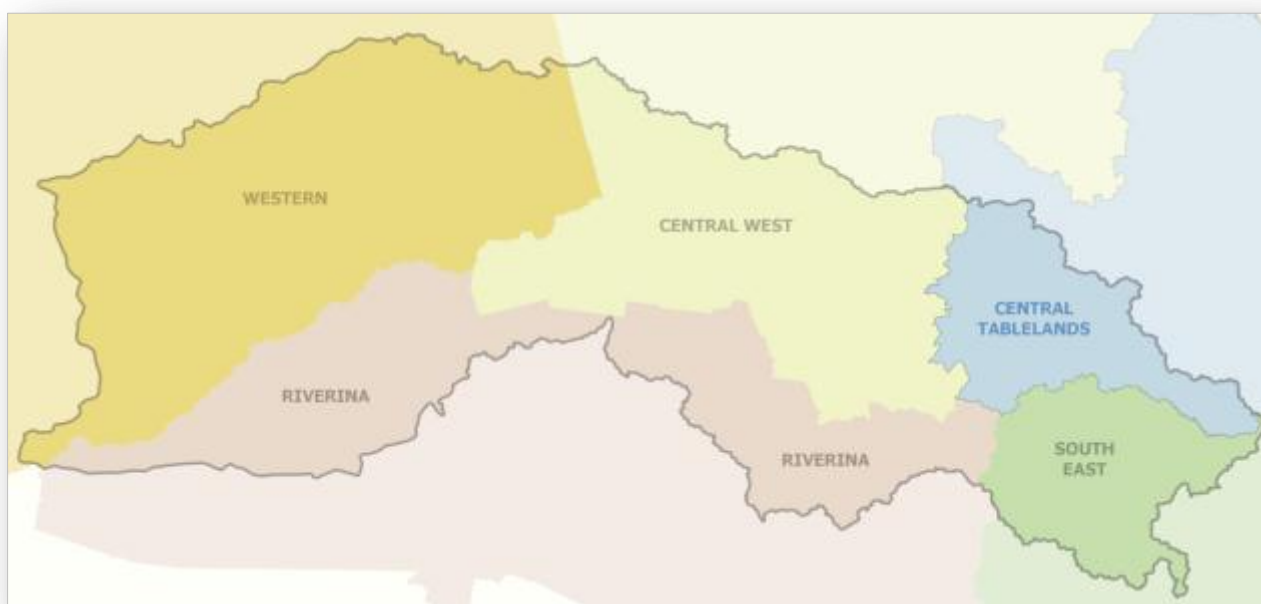 WESTERN
CENTRAL WEST
CENTRAL
TABLELANDS
RIVERINA
RIVERINA
SOUTH
EAST